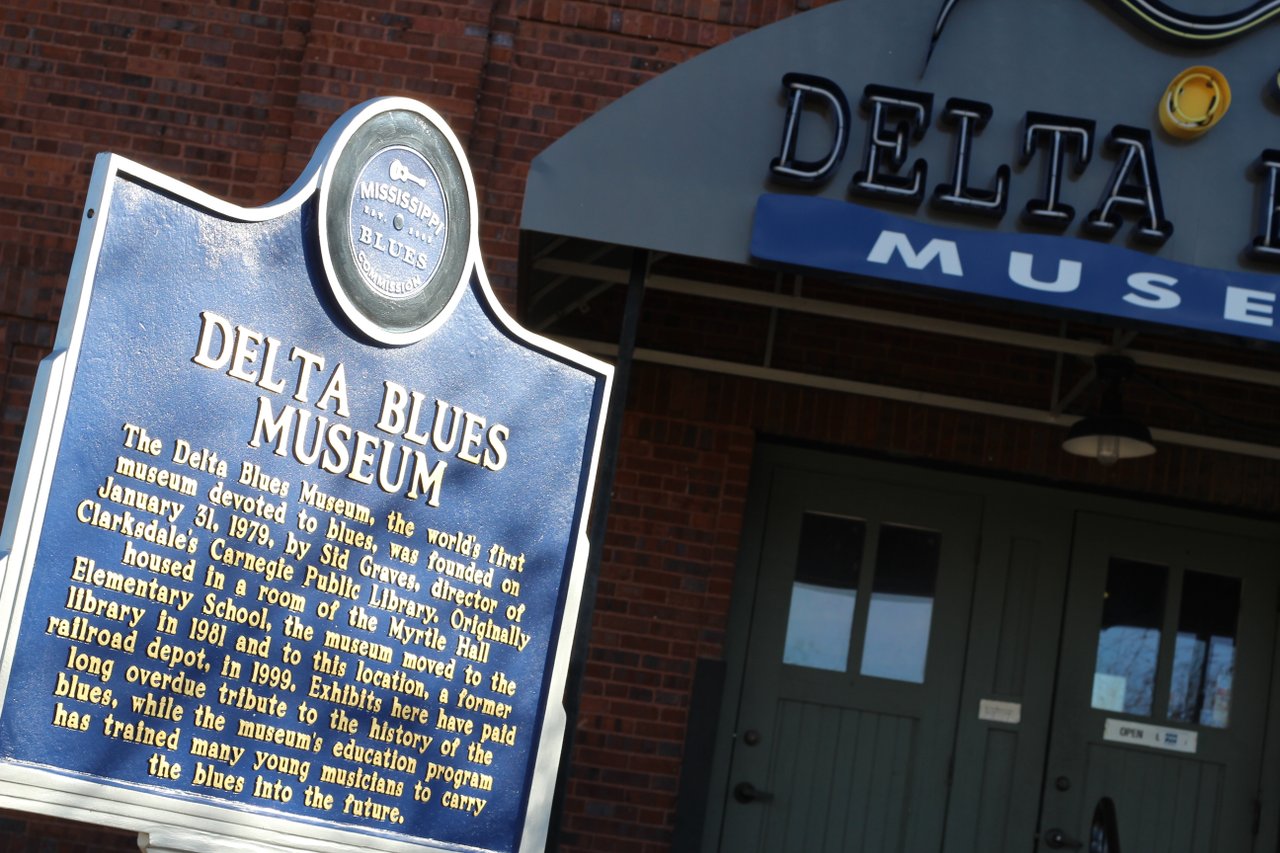 MISSISSIPPI
EST. 2005
BLUES
COMMISSION
DELTA BLUES
MUSEUM
The Delta Blues Museum, the world's first
museum devoted to blues, was founded on
January 31, 1979, by Sid Graves, director of
Clarksdale's Carnegie Public Library. Originally
housed in a room of the Myrtle Hall
Elementary School, the museum moved to the
library in 1981 and to this location, a former
railroad depot, in 1999. Exhibits here have paid
long overdue tribute to the history of the
blues, while the museum's education program
has trained many young musicians to carry
the blues into the future.
DELTA
MUSE
OPEN